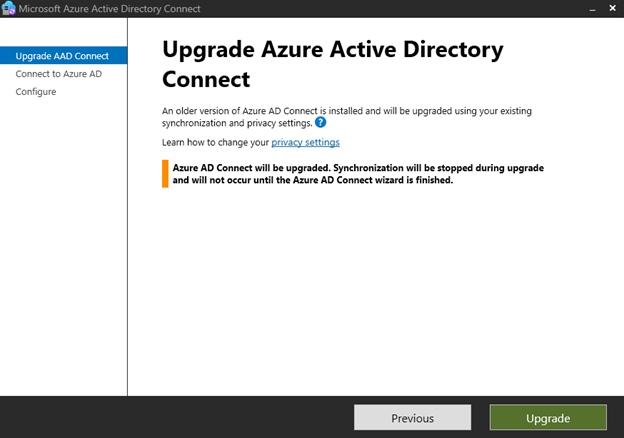 Microsoft Azure Active Directory Connect
Upgrade AAD Connect
Connect to Azure AD
Configure
Upgrade Azure Active Directory
Connect
An older version of Azure AD Connect is installed and will be upgraded using your existing
synchronization and privacy settings. ?
Learn how to change your privacy settings
Azure AD Connect will be upgraded. Synchronization will be stopped during upgrade
and will not occur until the Azure AD Connect wizard is finished.
Previous
Upgrade